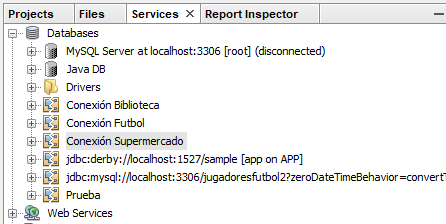 Projects Files Services × Report Inspector
Databases
MySQL Server at localhost:3306 [root] (disconnected)
Java DB
Drivers
Conexión Biblioteca
Conexión Futbol
Conexión Supermercado
jdbc:derby://localhost:1527/sample [app on APP]
jdbc:mysql://localhost:3306/jugadoresfutbol2?zeroDateTimeBehavior=convertT
Prueba
Web Services